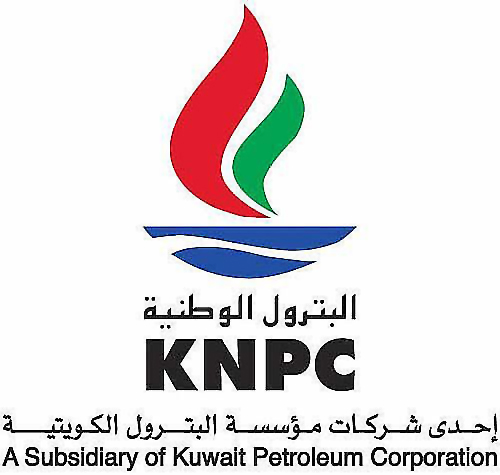 البترول الوطنية
KNPC
إحدى شركات مؤسسة البترول الكويتية
A Subsidiary of Kuwait Petroleum Corporation